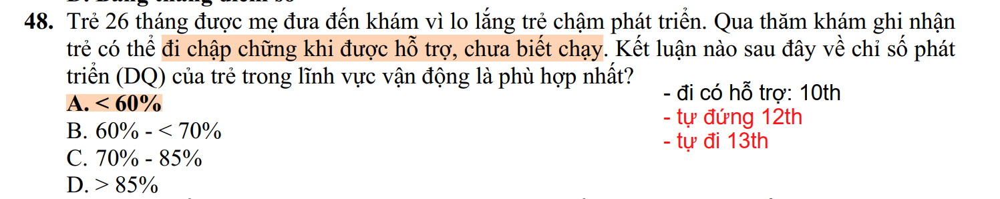 48. Trẻ 26 tháng được mẹ đưa đến khám vì lo lắng trẻ chậm phát triển. Qua thăm khám ghi nhận
trẻ có thể đi chập chững khi được hỗ trợ, chưa biết chạy. Kết luận nào sau đây về chỉ số phát
triển (DQ) của trẻ trong lĩnh vực vận động là phù hợp nhất?
A. < 60%
B. 60% - < 70%
C. 70% - 85%
D. > 85%
- đi có hỗ trợ: 10th
- tự đứng 12th
- tự đi 13th